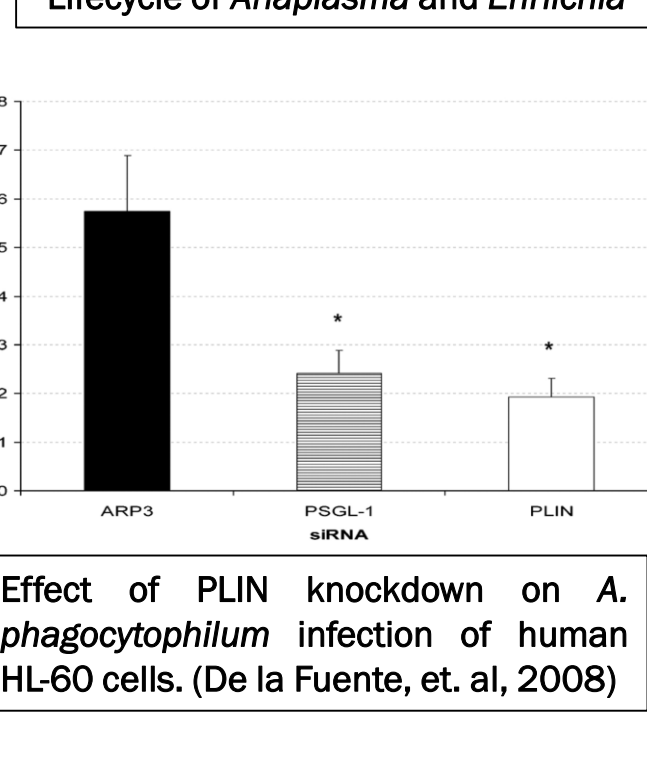 Lifecycle of Anaplasma and Ehrlichia
8
7
6
5
4
3
2
1
0
*
*
ARP3 PSGL-1 PLIN
siRNA
Effect of PLIN knockdown on A.
phagocytophilum infection of human
HL-60 cells. (De la Fuente, et. al, 2008)